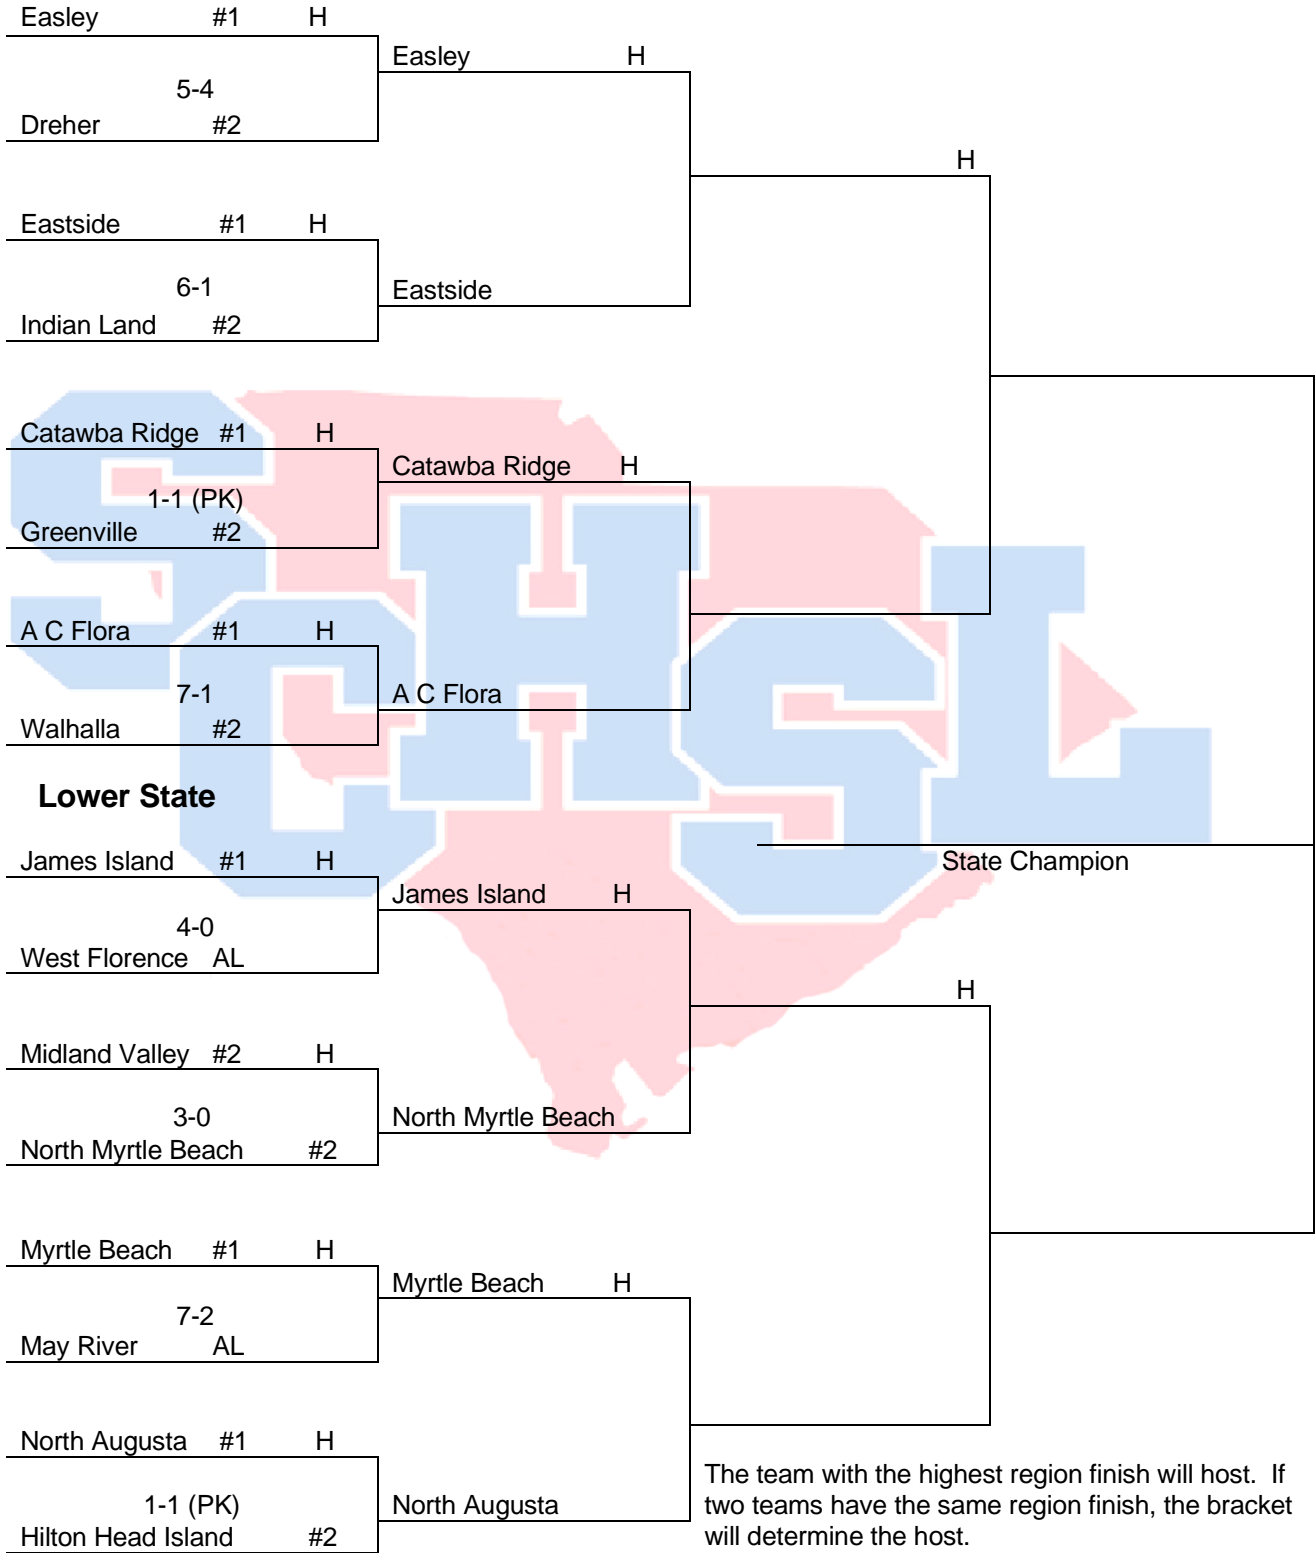 Easley #1 H
Easley H
5-4
Dreher #2
H
Eastside #1 H
6-1
Eastside
Indian Land #2
Catawba Ridge #1 H
Catawba Ridge H
1-1 (PK)
Greenville #2
A C Flora #1 H
7-1
A C Flora
Walhalla #2
SCHSL
Lower State
James Island #1 H
State Champion
James Island H
4-0
West Florence AL
H
Midland Valley #2 H
3-0
North Myrtle Beach
North Myrtle Beach #2
Myrtle Beach #1 H
Myrtle Beach H
7-2
May River AL
North Augusta #1 H
1-1 (PK)
North Augusta
Hilton Head Island #2
The team with the highest region finish will host. If
two teams have the same region finish, the bracket
will determine the host.